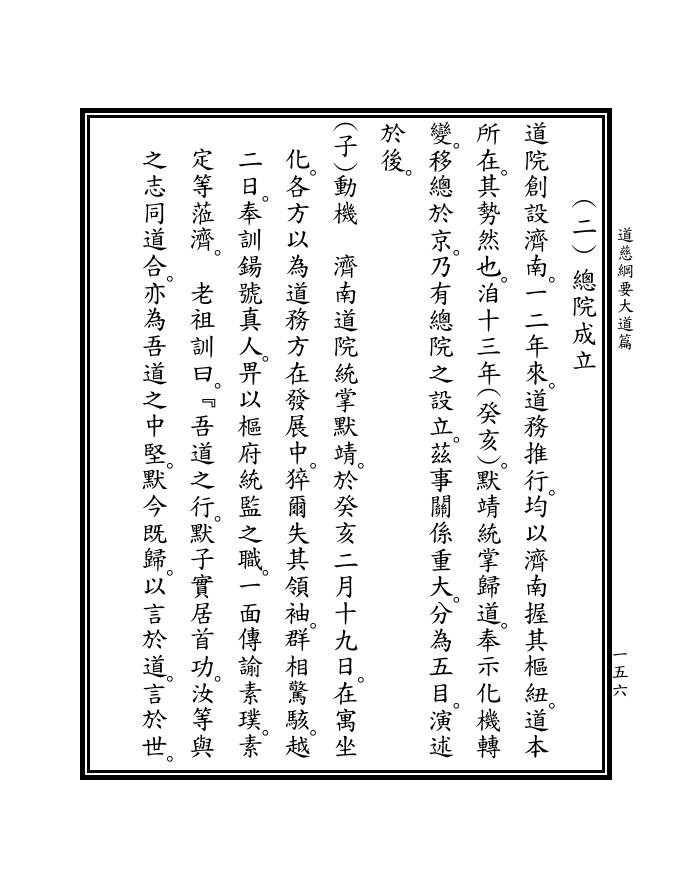 道慈綱要大道篇
一五六
（二）總院成立
道院創設濟南。一二年來。道務推行。均以濟南握其樞紐。道本
所在。其勢然也。洎十三年（癸亥）。默靖統掌歸道。奉示化機轉
變。移總於京。乃有總院之設立。茲事關係重大。分為五目。演述
於後。
（子）動機　濟南道院統掌默靖。於癸亥二月十九日。在寓坐
化。各方以為道務方在發展中。猝爾失其領袖。群相驚駭。越
二日。奉訓鍚號真人。畀以樞府統監之職。一面傳諭素璞。素
定等蒞濟。　老祖訓曰。『吾道之行。默子實居首功。汝等與
之志同道合。亦為吾道之中堅。默今既歸。以言於道。言於世。